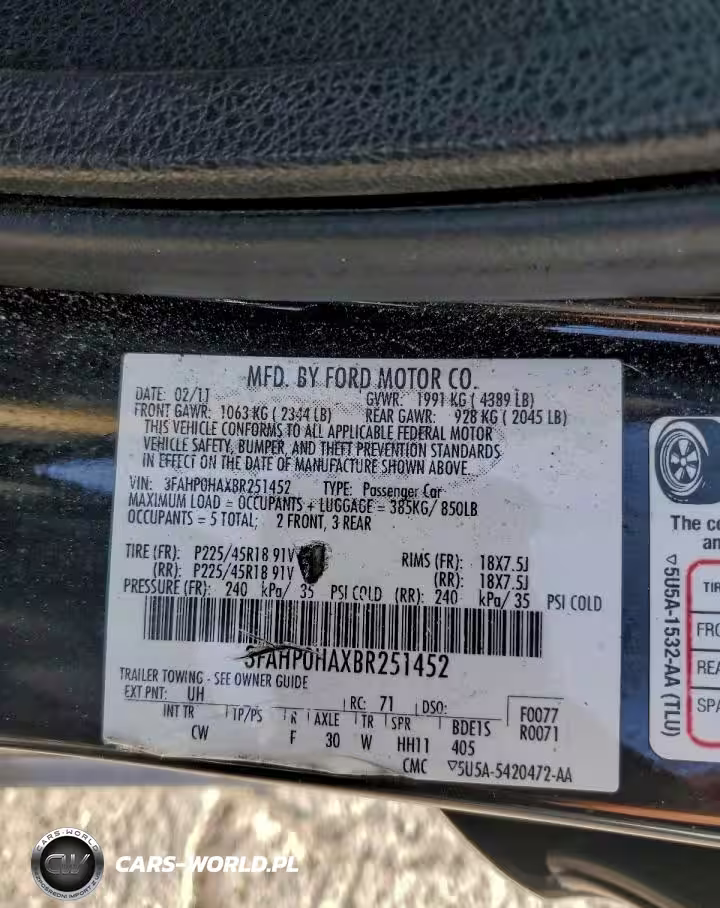 MFD. BY FORD MOTOR CO.
DATE: 02/11 GVWR: 1991 KG ( 4389 LB)
FRONT GAWR: 1063 KG ( 2344 LB) REAR GAWR: 928 KG ( 2045 LB)
THIS VEHICLE CONFORMS TO ALL APPLICABLE FEDERAL MOTOR
VEHICLE SAFETY, BUMPER, AND THEFT PREVENTION STANDARDS
IN EFFECT ON THE DATE OF MANUFACTURE SHOWN ABOVE.
VIN: 3FAHP0HAXBR251452 TYPE: Passenger Car
MAXIMUM LOAD = OCCUPANTS + LUGGAGE = 385KG/ 850LB
OCCUPANTS = 5 TOTAL; 2 FRONT, 3 REAR
TIRE (FR): P225/45R18 91V RIMS (FR): 18X7.5J
(RR): P225/45R18 91V (RR): 18X7.5J
PRESSURE (FR): 240 kPa/ 35 PSI COLD (RR): 240 kPa/ 35 PSI COLD
3FAHP0HAXBR251452
TRAILER TOWING - SEE OWNER GUIDE
EXT PNT: UH RC: 71 DSO: F0077
INT TR TP/PS R AXLE TR SPR BDE1S R0071
CW F 30 W HH11 405
CMC ▽5U5A-5420472-AA
The co
an
TIR
FRO
REA
SPA
▽5U5A-1532-AA (TLU)
CARS-WORLD
CW
CARS-WORLD.PL